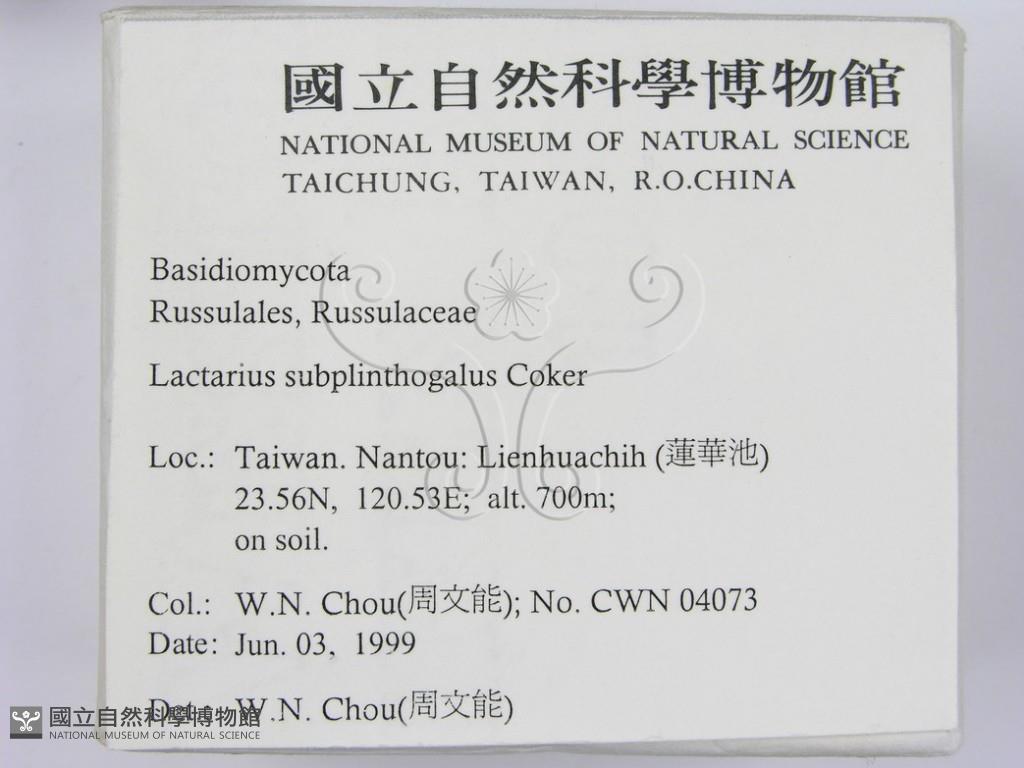 國立自然科學博物館
NATIONAL MUSEUM OF NATURAL SCIENCE
TAICHUNG, TAIWAN, R.O.CHINA
Basidiomycota
Russulales, Russulaceae
Lactarius subplinthogalus Coker
Loc.: Taiwan. Nantou: Lienhuachih (蓮華池)
23.56N, 120.53E; alt. 700m;
on soil.
Col.: W.N. Chou(周文能); No. CWN 04073
Date: Jun. 03, 1999
Det.: W.N. Chou(周文能)
國立自然科學博物館
NATIONAL MUSEUM OF NATURAL SCIENCE